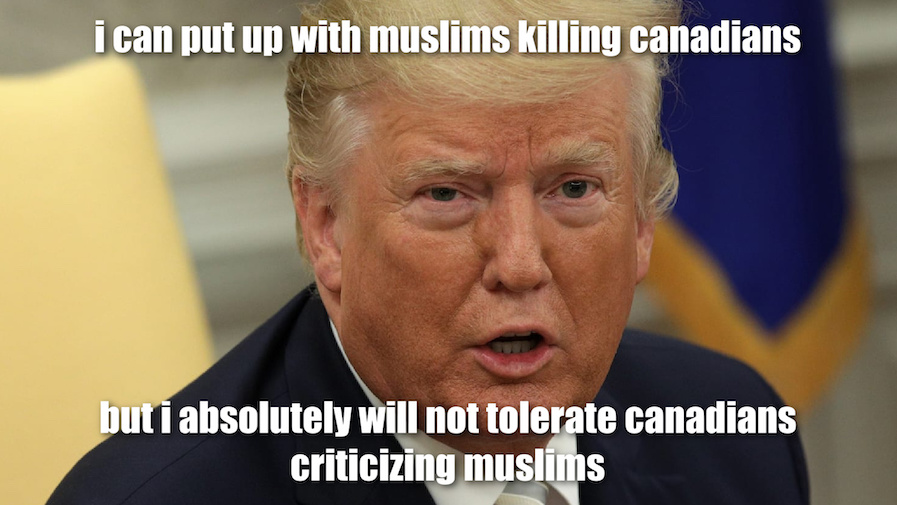 i can put up with muslims killing canadians
but i absolutely will not tolerate canadians
criticizing muslims